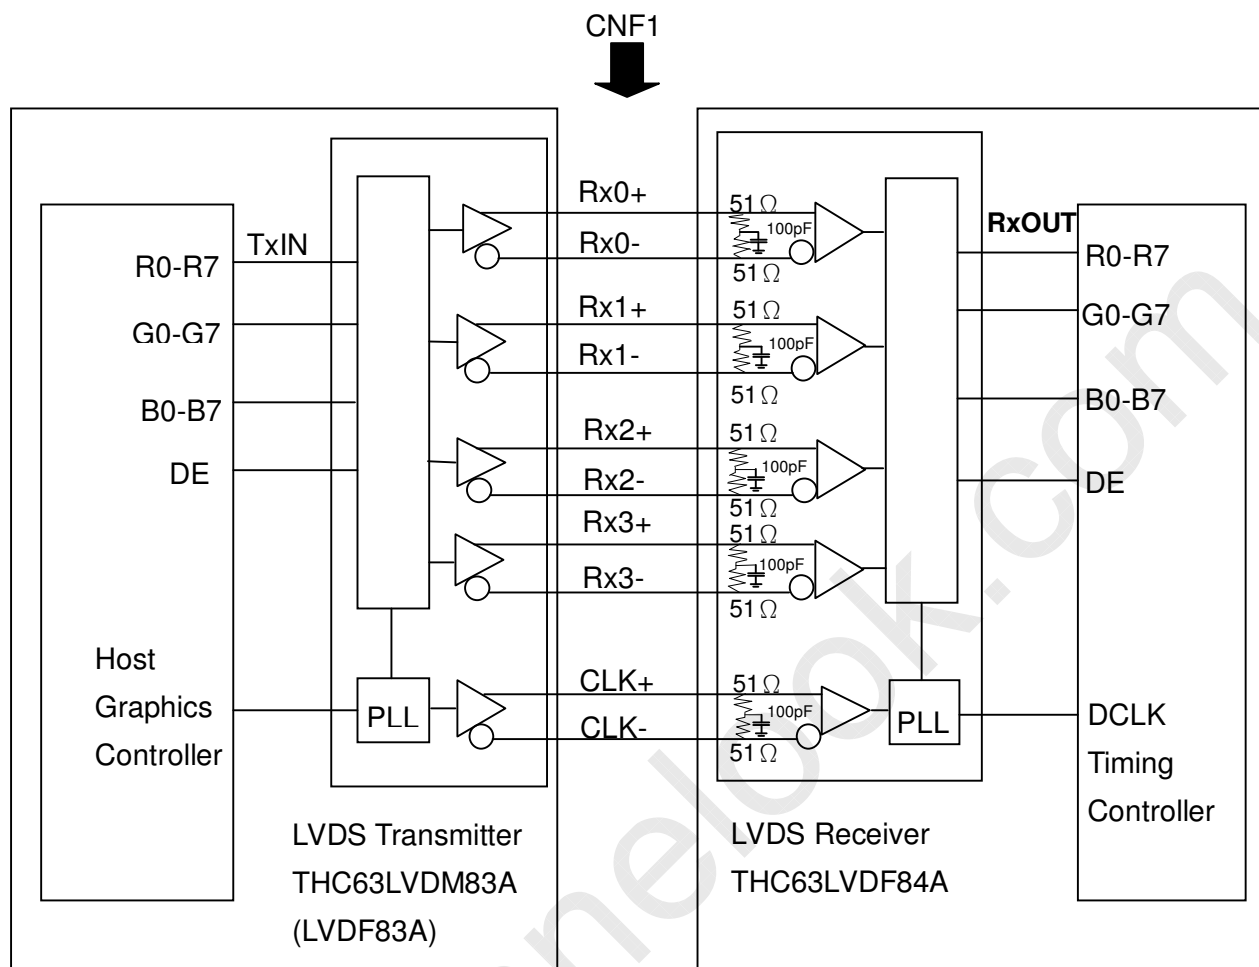 CNF1
R0-R7
G0-G7
B0-B7
DE
Host
Graphics
Controller
TxIN
PLL
LVDS Transmitter
THC63LVDM83A
(LVDF83A)
Rx0+
Rx0-
Rx1+
Rx1-
Rx2+
Rx2-
Rx3+
Rx3-
CLK+
CLK-
51Ω
100pF
51Ω
51Ω
100pF
51Ω
51Ω
100pF
51Ω
51Ω
100pF
51Ω
51Ω
100pF
51Ω
PLL
LVDS Receiver
THC63LVDF84A
RxOUT
R0-R7
G0-G7
B0-B7
DE
DCLK
Timing
Controller
nelook.com